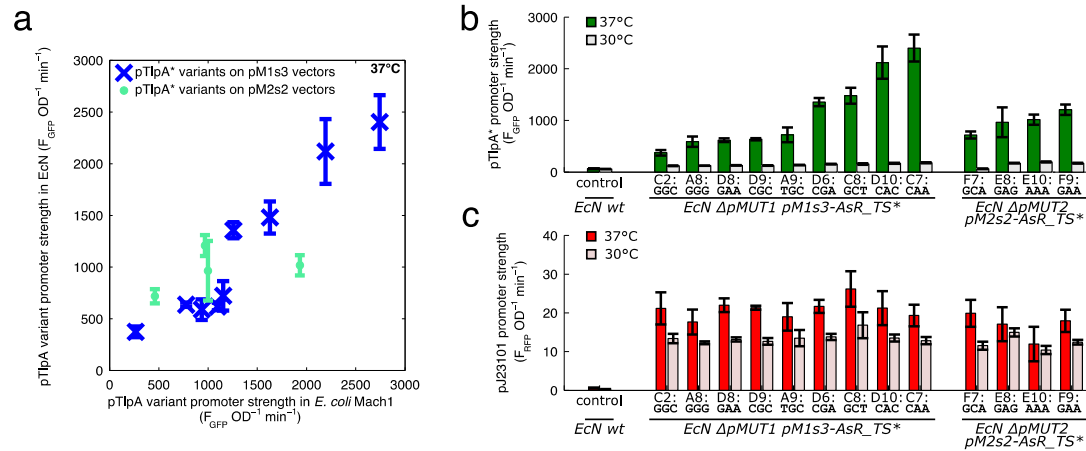 a
pTlpA variant promoter strength in EcN (F_GFP OD⁻¹ min⁻¹)
3000
2500
2000
1500
1000
500
0
37°C
pTlpA* variants on pM1s3 vectors
pTlpA* variants on pM2s2 vectors
0 500 1000 1500 2000 2500 3000
pTlpA variant promoter strength in E. coli Mach1
(F_GFP OD⁻¹ min⁻¹)
b
pTlpA* promoter strength
(F_GFP OD⁻¹ min⁻¹)
3000
2000
1000
0
37°C
30°C
control
C2: A8: D8: D9: A9: D6: C8: D10: C7:
GGC GGG GAA CGC TGC CGA GCT CAC CAA
F7: E8: E10: F9:
GCA GAG AAA GAA
EcN wt
EcN ΔpMUT1 pM1s3-AsR_TS*
EcN ΔpMUT2
pM2s2-AsR_TS*
c
pJ23101 promoter strength
(F_RFP OD⁻¹ min⁻¹)
40
30
20
10
0
37°C
30°C
control
C2: A8: D8: D9: A9: D6: C8: D10: C7:
GGC GGG GAA CGC TGC CGA GCT CAC CAA
F7: E8: E10: F9:
GCA GAG AAA GAA
EcN wt
EcN ΔpMUT1 pM1s3-AsR_TS*
EcN ΔpMUT2
pM2s2-AsR_TS*